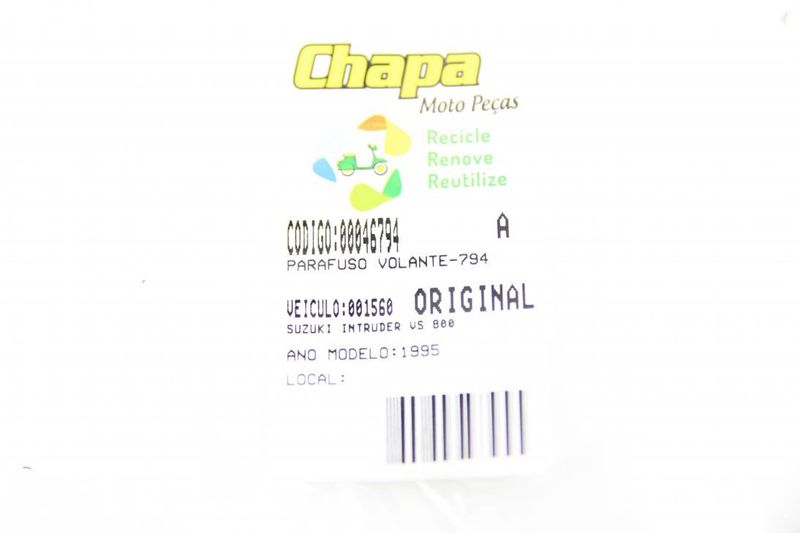 Chapa
Moto Peças
Recicle
Renove
Reutilize
CODIGO:00046794 A
PARAFUSO VOLANTE-794
VEICULO:001560 ORIGINAL
SUZUKI INTRUDER VS 800
ANO MODELO:1995
LOCAL: